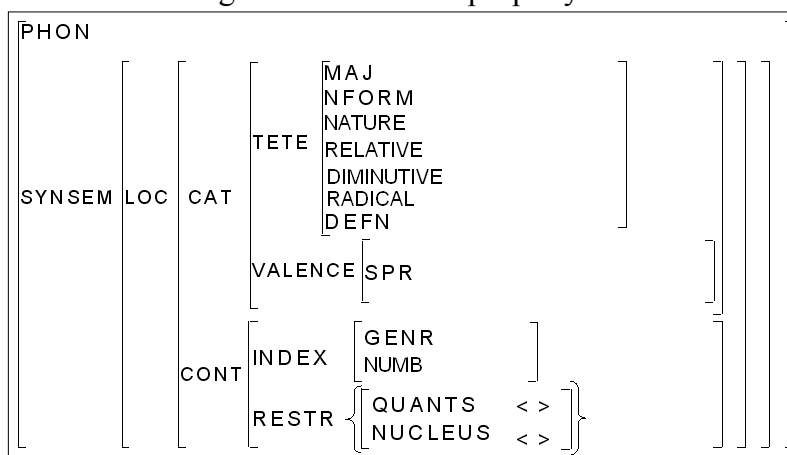 PHON
MAJ
NFORM
NATURE
TETE
RELATIVE
DIMINUTIVE
SYNSEM LOC CAT
RADICAL
DEFN
VALENCE SPR
GENR
INDEX
NUMB
CONT
QUANTS < >
RESTR
NUCLEUS < >